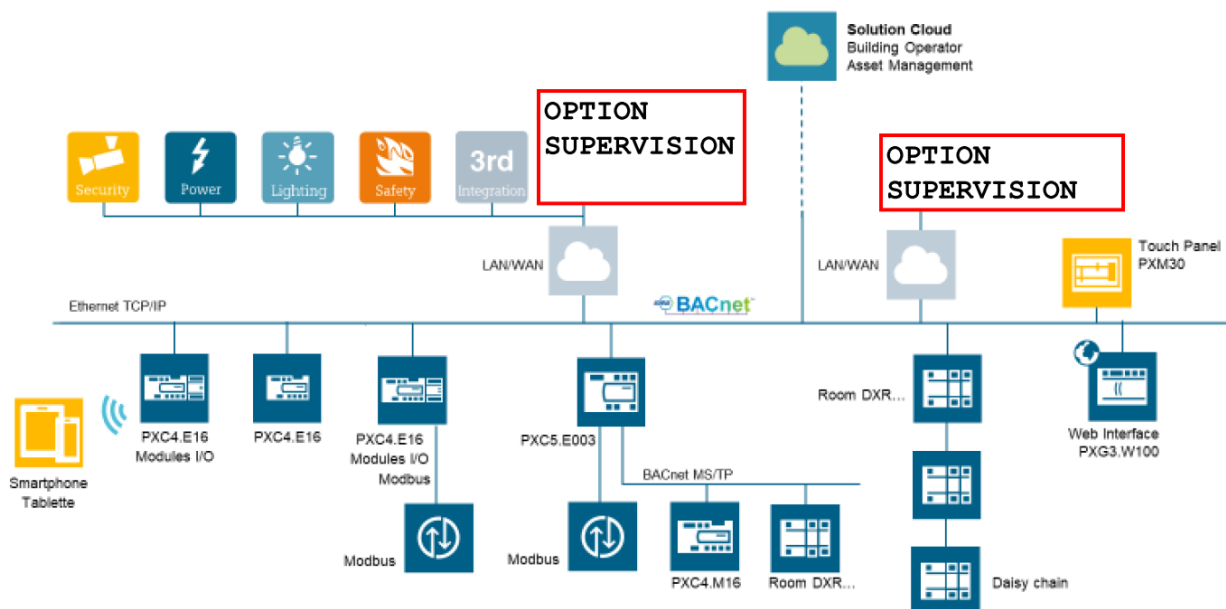 Solution Cloud
Building Operator
Asset Management
OPTION
SUPERVISION
OPTION
SUPERVISION
Security
Power
Lighting
Safety
3rd
Integration
LAN/WAN
LAN/WAN
Touch Panel
PXM30
Ethernet TCP/IP
BACnet
PXC4.E16
Modules I/O
PXC4.E16
PXC4.E16
Modules I/O
Modbus
PXC5.E003
Room DXR...
Web Interface
PXG3.W100
Smartphone
Tablette
BACnet MS/TP
Modbus
Modbus
PXC4.M16
Room DXR...
Daisy chain